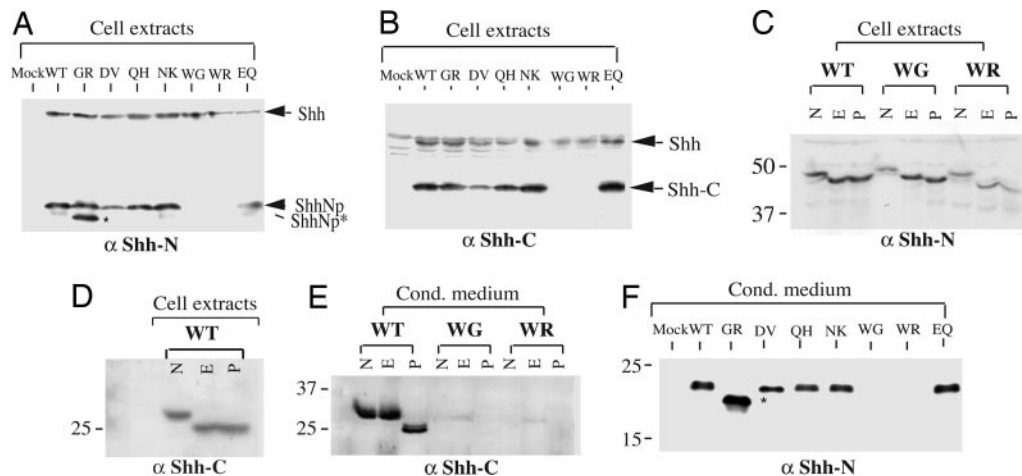 A
Cell extracts
Mock WT GR DV QH NK WG WR EQ
Shh
ShhNp
ShhNp*
*
α Shh-N
B
Cell extracts
Mock WT GR DV QH NK WG WR EQ
Shh
Shh-C
α Shh-C
C
Cell extracts
WT WG WR
N E P N E P N E P
50
37
α Shh-N
D
Cell extracts
WT
N E P
25
α Shh-C
E
Cond. medium
WT WG WR
N E P N E P N E P
37
25
α Shh-C
F
Cond. medium
Mock WT GR DV QH NK WG WR EQ
25
*
15
α Shh-N